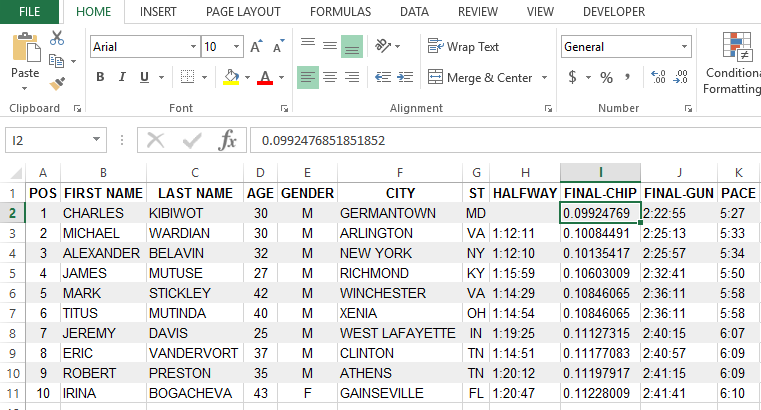 FILE HOME INSERT PAGE LAYOUT FORMULAS DATA REVIEW VIEW DEVELOPER
Arial 10 A A Wrap Text General
Paste B I U A Merge & Center $ % , .0 .00 .00 .0 Conditional
Formatting
Clipboard Font Alignment Number
I2 fx 0.0992476851851852
A B C D E F G H I J K
1 POS FIRST NAME LAST NAME AGE GENDER CITY ST HALFWAY FINAL-CHIP FINAL-GUN PACE
2 1 CHARLES KIBIWOT 30 M GERMANTOWN MD 0.09924769 2:22:55 5:27
3 2 MICHAEL WARDIAN 30 M ARLINGTON VA 1:12:11 0.10084491 2:25:13 5:33
4 3 ALEXANDER BELAVIN 32 M NEW YORK NY 1:12:10 0.10135417 2:25:57 5:34
5 4 JAMES MUTUSE 27 M RICHMOND KY 1:15:59 0.10603009 2:32:41 5:50
6 5 MARK STICKLEY 42 M WINCHESTER VA 1:14:29 0.10846065 2:36:11 5:58
7 6 TITUS MUTINDA 40 M XENIA OH 1:14:54 0.10846065 2:36:11 5:58
8 7 JEREMY DAVIS 25 M WEST LAFAYETTE IN 1:19:25 0.11127315 2:40:15 6:07
9 8 ERIC VANDERVORT 37 M CLINTON TN 1:14:51 0.11177083 2:40:57 6:09
10 9 ROBERT PRESTON 35 M ATHENS TN 1:20:12 0.11197917 2:41:15 6:09
11 10 IRINA BOGACHEVA 43 F GAINSEVILLE FL 1:20:47 0.11228009 2:41:41 6:10